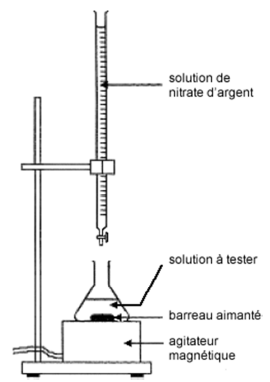 solution de
nitrate d'argent
solution à tester
barreau aimanté
agitateur
magnétique